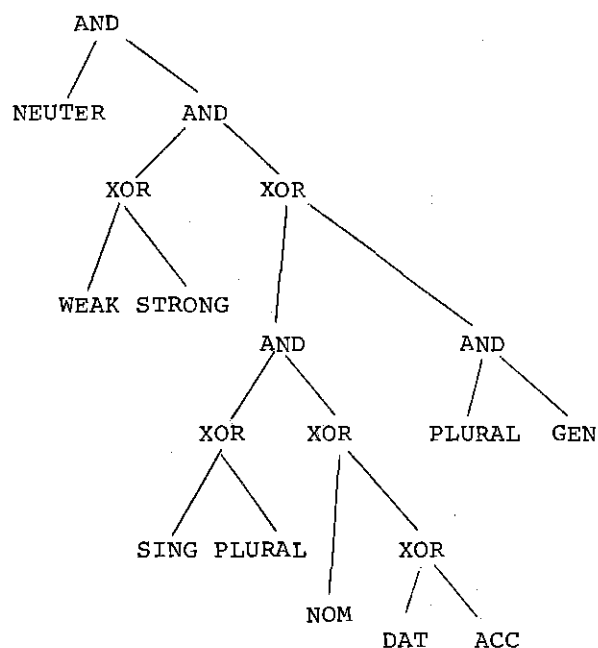 AND
NEUTER AND
XOR XOR
WEAK STRONG
AND AND
XOR XOR PLURAL GEN
SING PLURAL XOR
NOM
DAT ACC